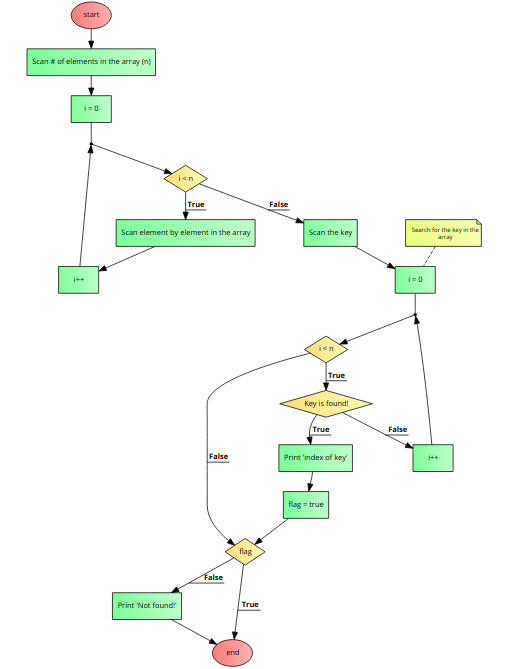 start
Scan # of elements in the array (n)
i = 0
i < n
True
False
Scan element by element in the array
Scan the key
Search for the key in the
array
i++
i = 0
i < n
True
Key is found!
True
False
False
Print 'index of key'
i++
flag = true
flag
False
True
Print 'Not found!'
end